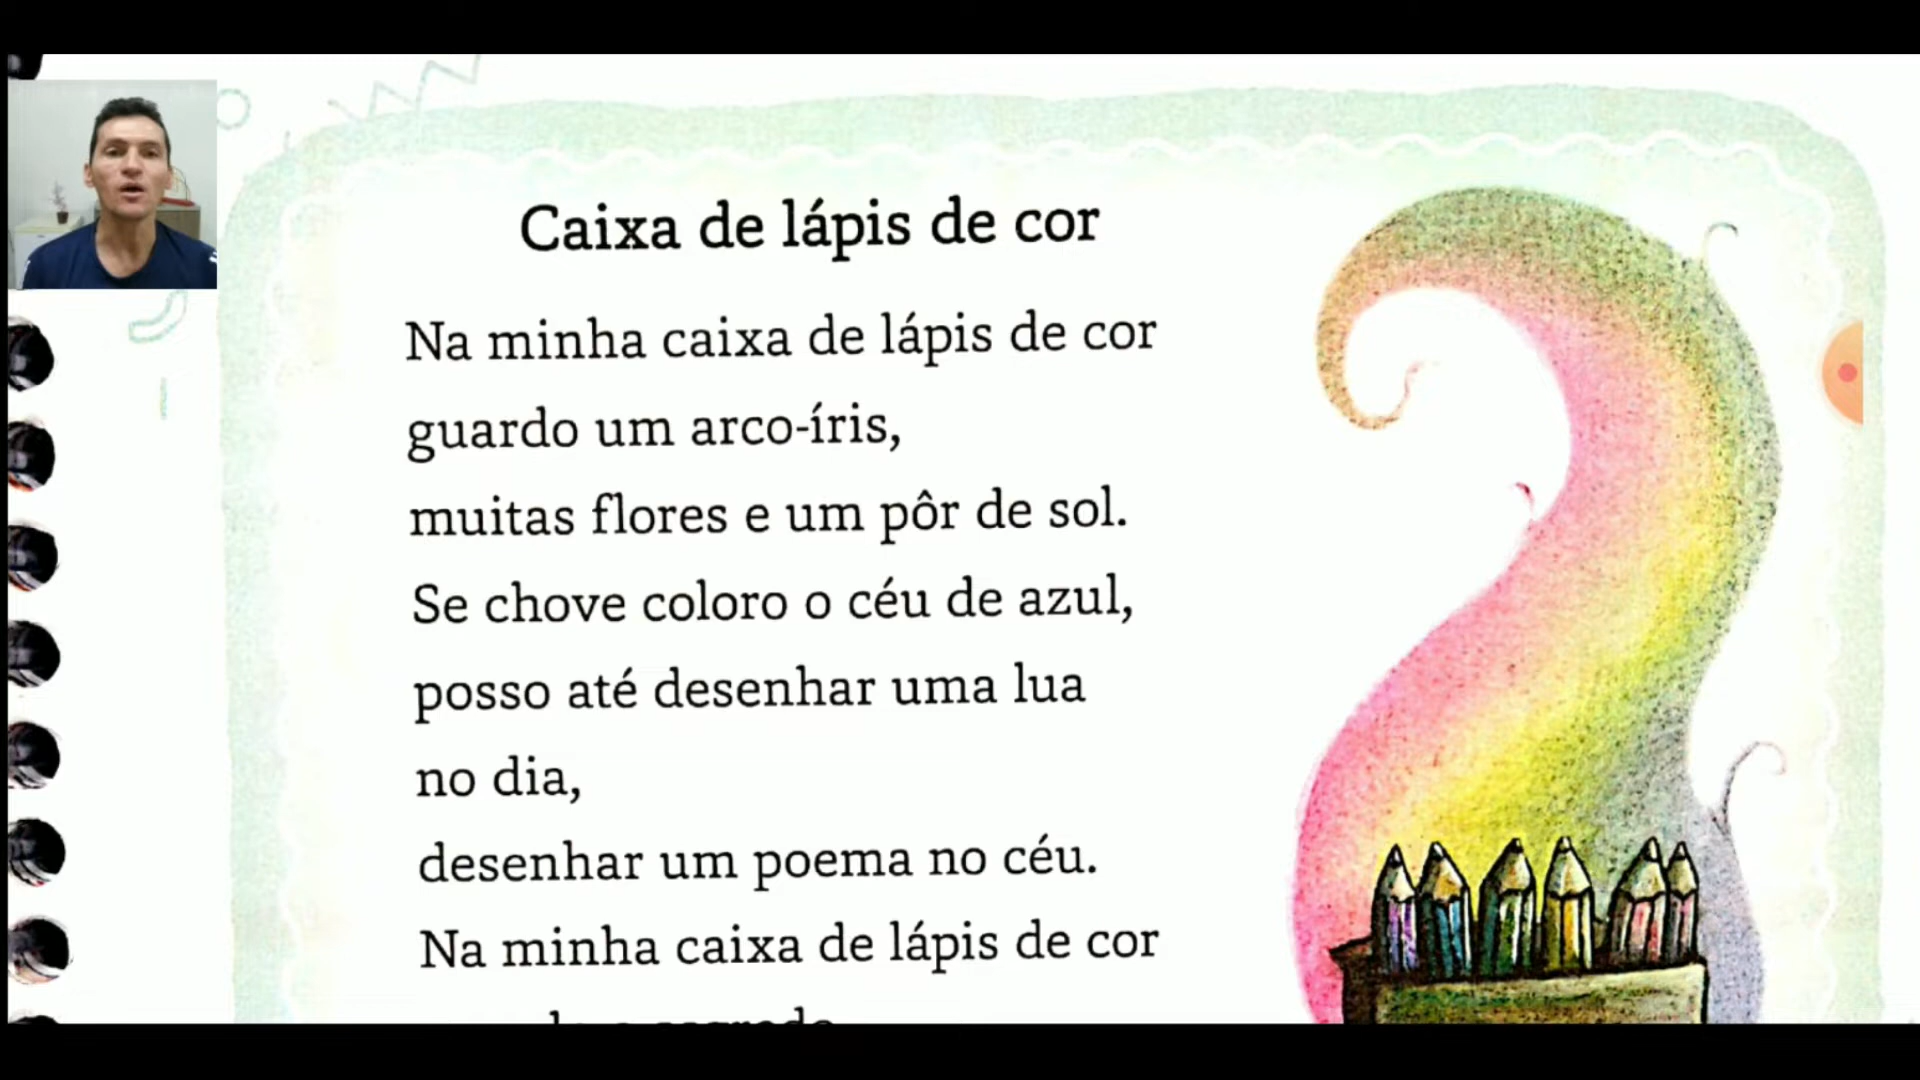 Caixa de lápis de cor
Na minha caixa de lápis de cor
guardo um arco-íris,
muitas flores e um pôr de sol.
Se chove coloro o céu de azul,
posso até desenhar uma lua
no dia,
desenhar um poema no céu.
Na minha caixa de lápis de cor